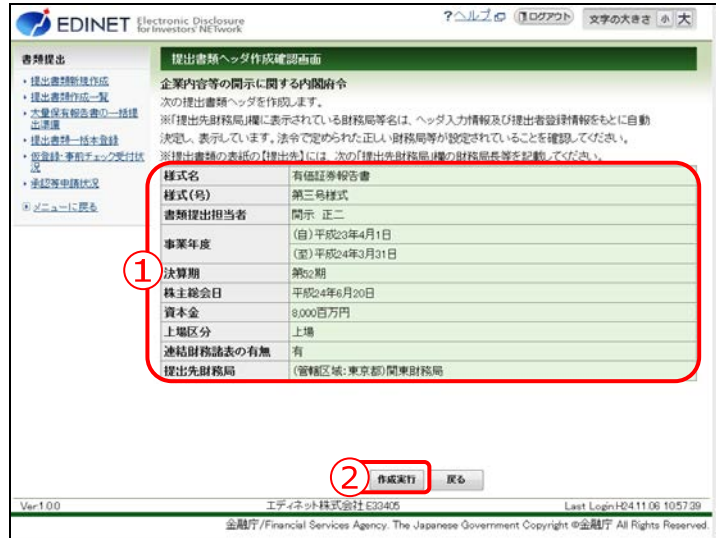 EDINET Electronic Disclosure for Investors' NETwork
?ヘルプ ログアウト 文字の大きさ 小 大
書類提出
・提出書類新規作成
・提出書類作成一覧
・大量保有報告書の一括提
出準備
・提出書類一括本登録
・仮登録・事前チェック受付状
況
・承認等申請状況
メニューに戻る
提出書類ヘッダ作成確認画面
企業内容等の開示に関する内閣府令
次の提出書類ヘッダを作成します。
※「提出先財務局」欄に表示されている財務局等名は、ヘッダ入力情報及び提出者登録情報をもとに自動
決定し、表示しています。法令で定められた正しい財務局等が設定されていることを確認してください。
※提出書類の表紙の【提出先】には、次の「提出先財務局」欄の財務局長等を記載してください。
①
様式名 有価証券報告書
様式(号) 第三号様式
書類提出担当者 開示 正二
事業年度 (自)平成23年4月1日
(至)平成24年3月31日
決算期 第52期
株主総会日 平成24年6月20日
資本金 8,000百万円
上場区分 上場
連結財務諸表の有無 有
提出先財務局 (管轄区域:東京都)関東財務局
② 作成実行 戻る
Ver.1.0.0 エディネット株式会社 E33405 Last Login:H24.11.06 10:57:39
金融庁/Financial Services Agency. The Japanese Government Copyright ©金融庁 All Rights Reserved.